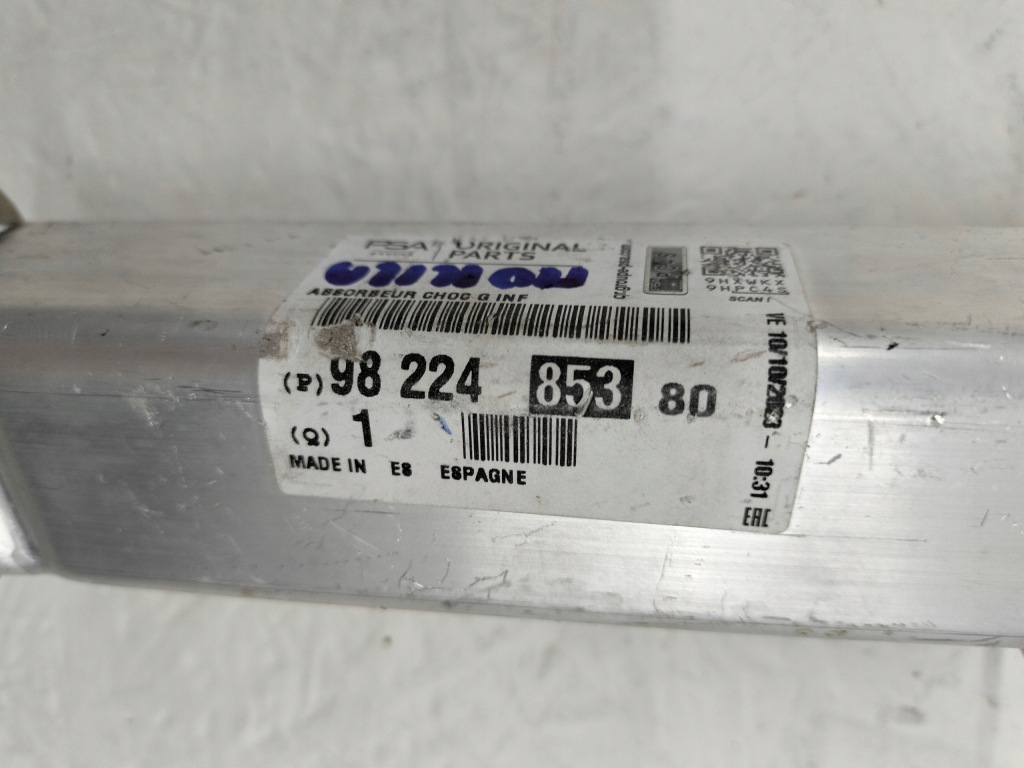 PSA ORIGINAL
PARTS
ABSORBEUR CHOC G INF
(P) 98 224 853 80
(Q) 1
MADE IN ES ESPAGNE
9HXWKX
9HPC4S
SCAN
VE 10/10/2023 - 10:31
EAC